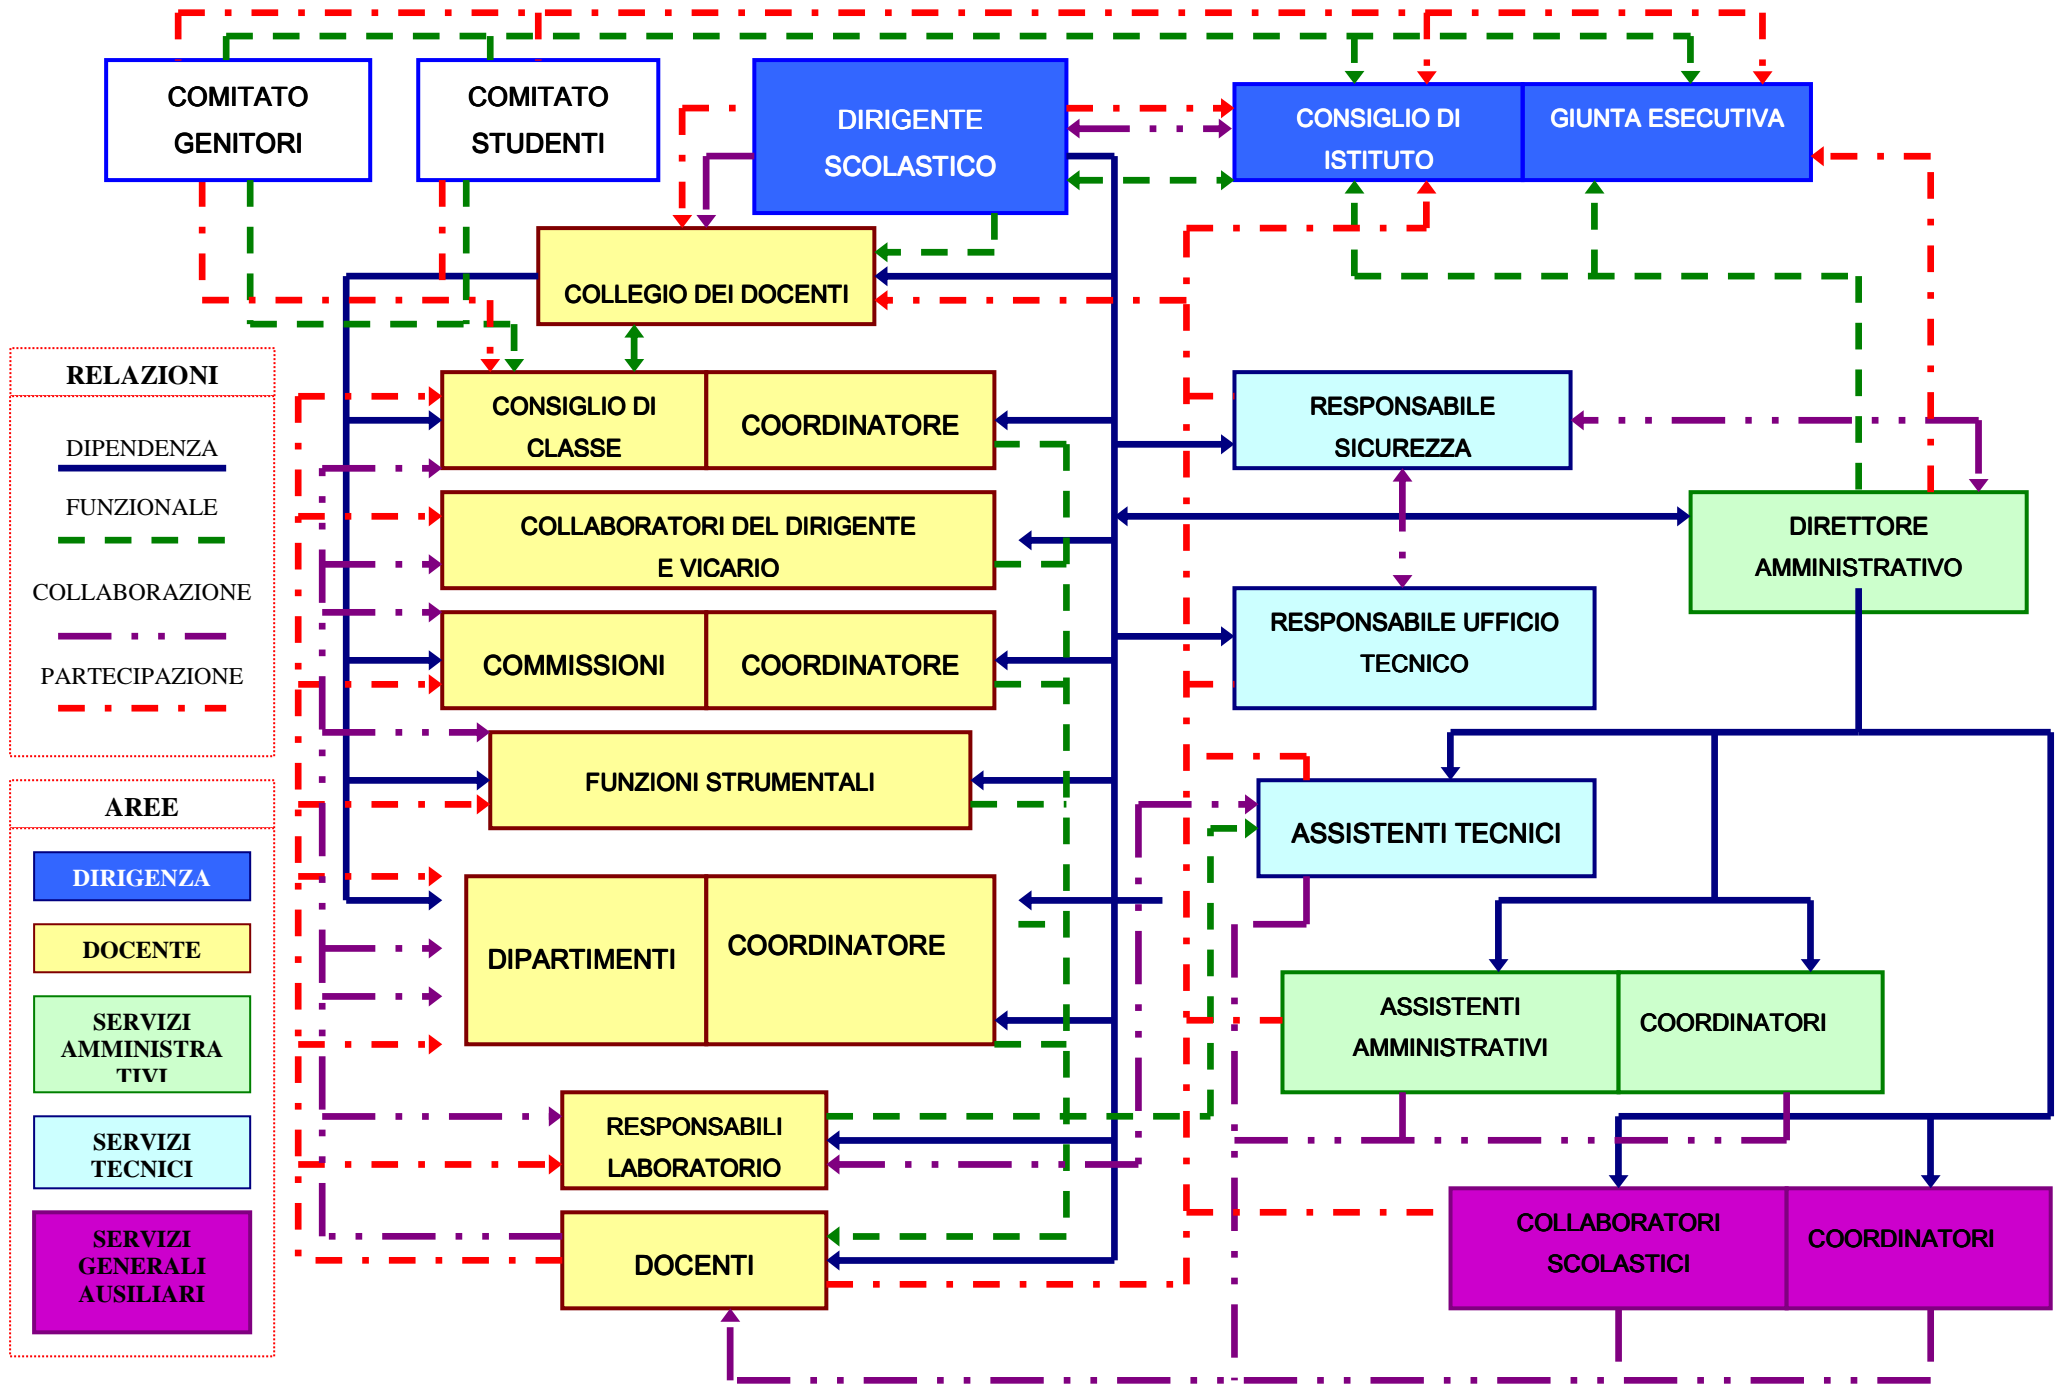 COMITATO
GENITORI
COMITATO
STUDENTI
DIRIGENTE
SCOLASTICO
CONSIGLIO DI
ISTITUTO
GIUNTA ESECUTIVA
COLLEGIO DEI DOCENTI
RELAZIONI
DIPENDENZA
FUNZIONALE
COLLABORAZIONE
PARTECIPAZIONE
CONSIGLIO DI
CLASSE
COORDINATORE
RESPONSABILE
SICUREZZA
COLLABORATORI DEL DIRIGENTE
E VICARIO
DIRETTORE
AMMINISTRATIVO
COMMISSIONI
COORDINATORE
RESPONSABILE UFFICIO
TECNICO
FUNZIONI STRUMENTALI
ASSISTENTI TECNICI
AREE
DIRIGENZA
DOCENTE
SERVIZI
AMMINISTRA
TIVI
SERVIZI
TECNICI
SERVIZI
GENERALI
AUSILIARI
DIPARTIMENTI
COORDINATORE
ASSISTENTI
AMMINISTRATIVI
COORDINATORI
RESPONSABILI
LABORATORIO
DOCENTI
COLLABORATORI
SCOLASTICI
COORDINATORI